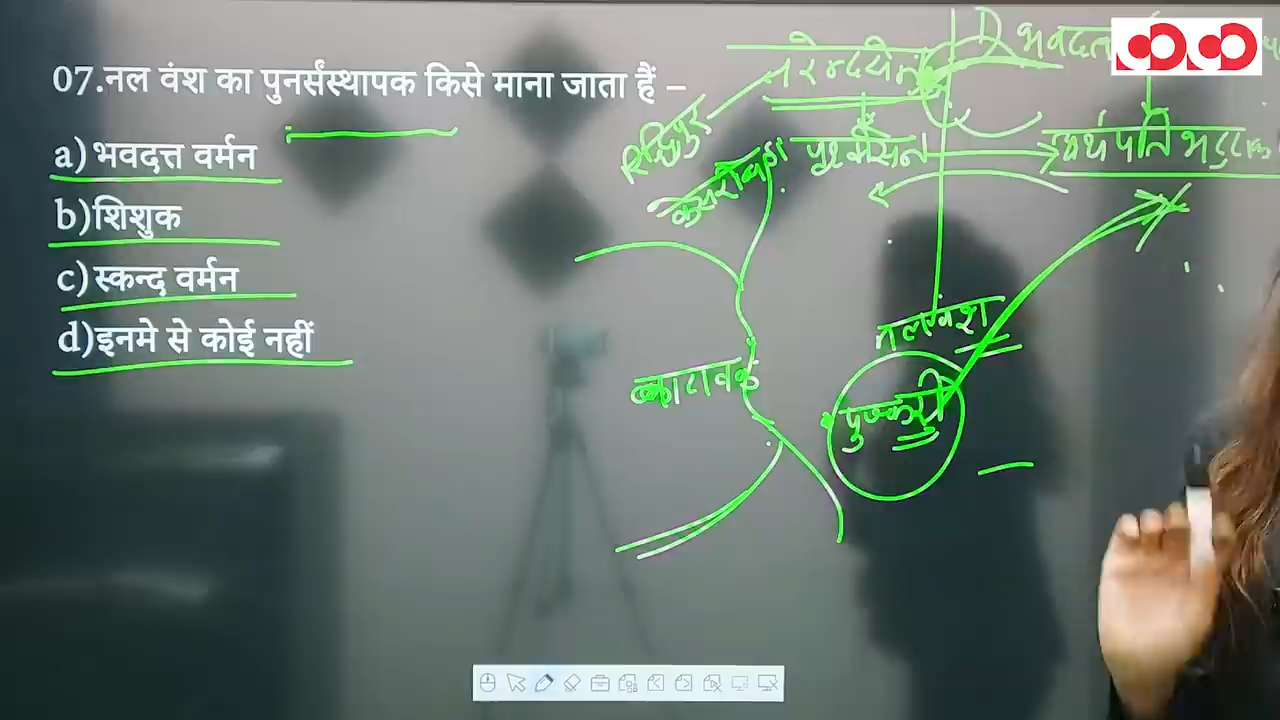 07.नल वंश का पुनर्संस्थापक किसे माना जाता हैं –
a)भवदत्त वर्मन
b)शिशुक
c)स्कन्द वर्मन
d)इनमे से कोई नहीं
1) भवदत्त
नरेन्द्रसेन
पृथ्वीसेन
अर्थपति भट्टारक
नलवंश
पुष्करी